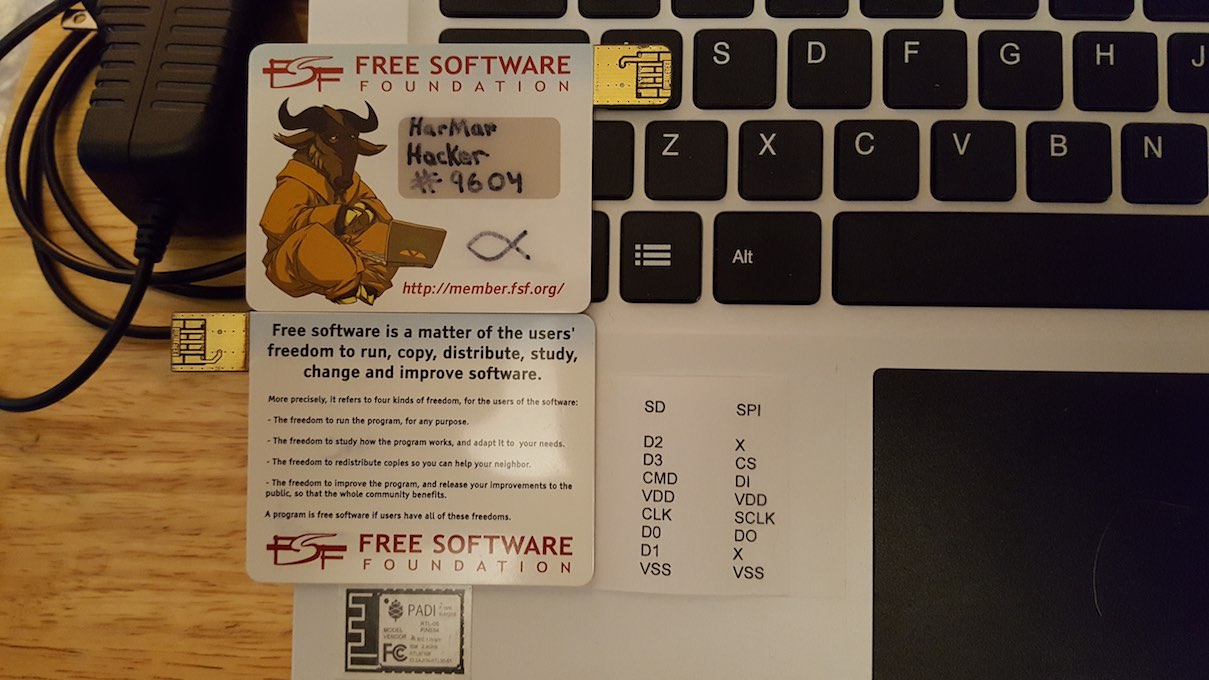 FSF FREE SOFTWARE
FOUNDATION
HarMar
Hacker
#9604
http://member.fsf.org/
Free software is a matter of the users'
freedom to run, copy, distribute, study,
change and improve software.
More precisely, it refers to four kinds of freedom, for the users of the software:
- The freedom to run the program, for any purpose.
- The freedom to study how the program works, and adapt it to your needs.
- The freedom to redistribute copies so you can help your neighbor.
- The freedom to improve the program, and release your improvements to the
public, so that the whole community benefits.
A program is free software if users have all of these freedoms.
FSF FREE SOFTWARE
FOUNDATION
S D F G H J
Z X C V B N
Alt
SD SPI
D2 X
D3 CS
CMD DI
VDD VDD
CLK SCLK
D0 DO
D1 X
VSS VSS
PADI
MODEL
VENDOR
FC